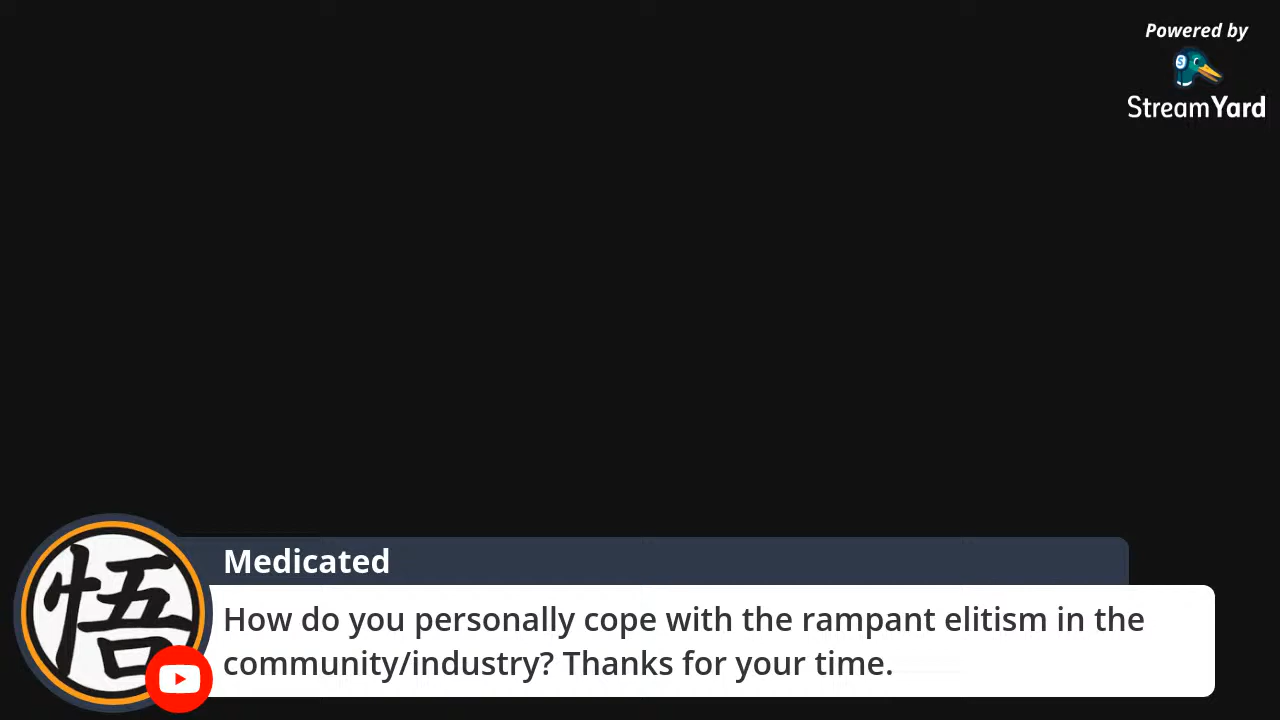 Powered by
StreamYard
Medicated
悟
How do you personally cope with the rampant elitism in the
community/industry? Thanks for your time.